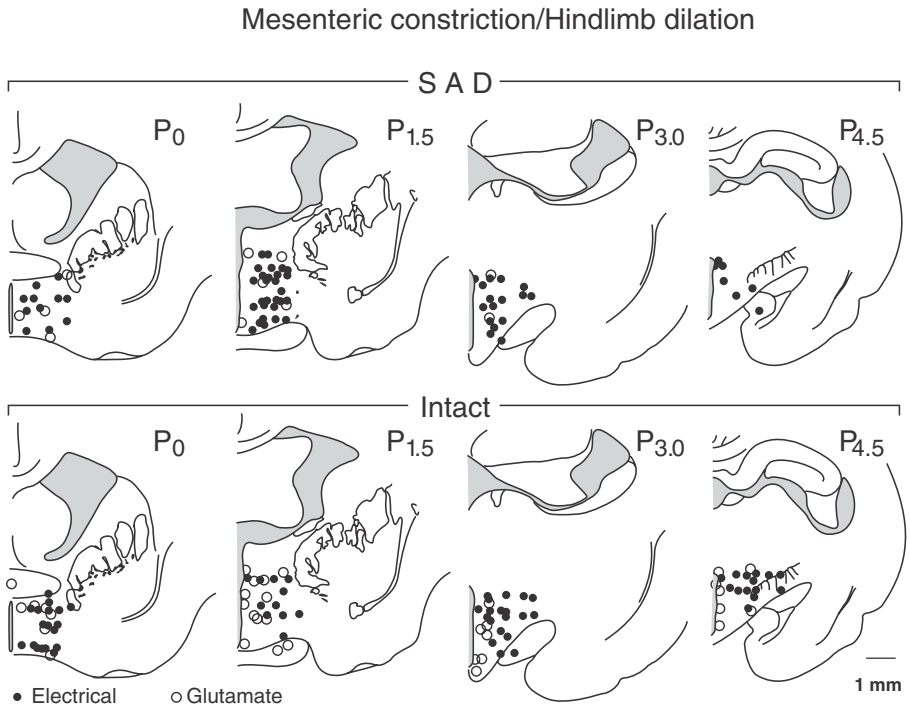 Mesenteric constriction/Hindlimb dilation
S A D
P0 P1.5 P3.0 P4.5
Intact
P0 P1.5 P3.0 P4.5
1 mm
● Electrical ○ Glutamate